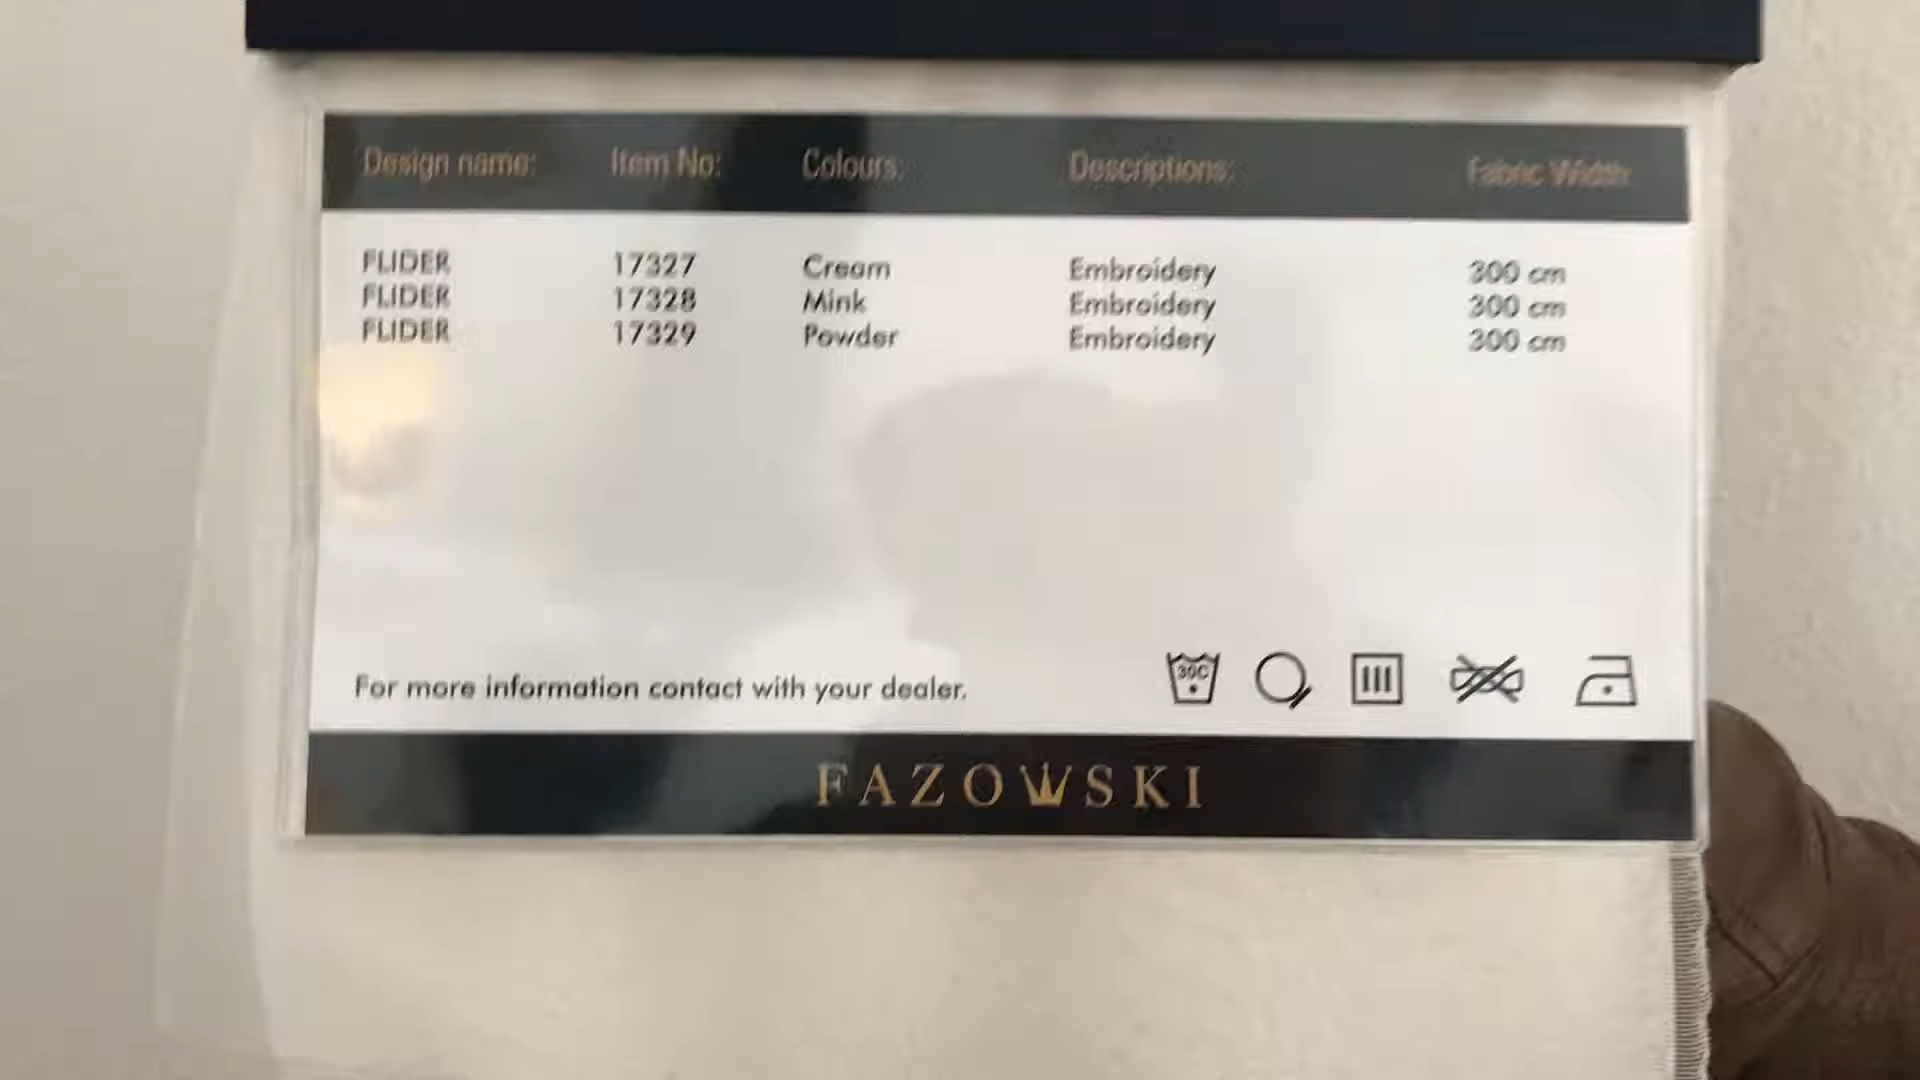 Design name: Item No: Colours: Descriptions: Fabric Width:
FLIDER 17327 Cream Embroidery 300 cm
FLIDER 17328 Mink Embroidery 300 cm
FLIDER 17329 Powder Embroidery 300 cm
For more information contact with your dealer.
30C
FAZOWSKI